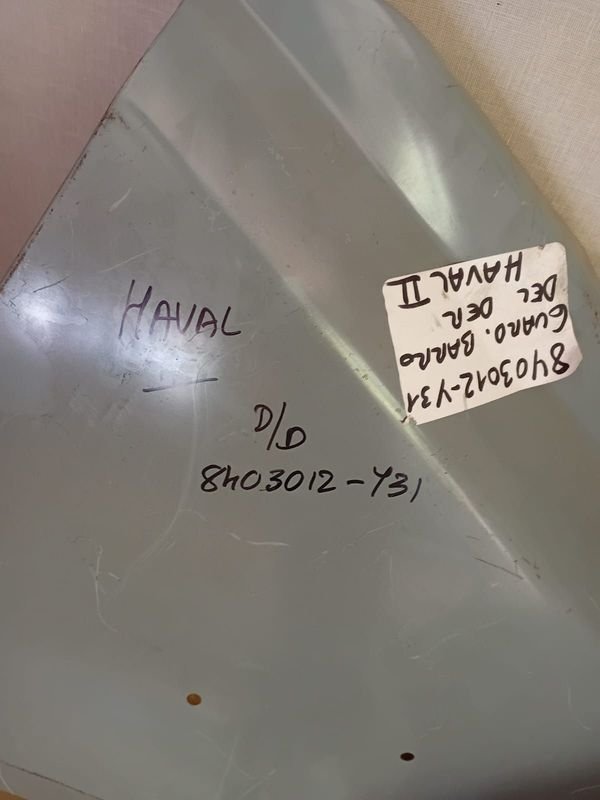 HAVAL
D/D
8403012-Y31
8403012-Y31
GUARD. BARRO
DEL DER
HAVAL II